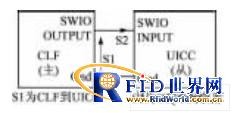 SWIO
OUTPUT
SWIO
INPUT
S2
CLF
(主)
S1
UICC
(从)
Gnd
S1为CLF到UIC
RFID世界网
RfidWorld.com.cn